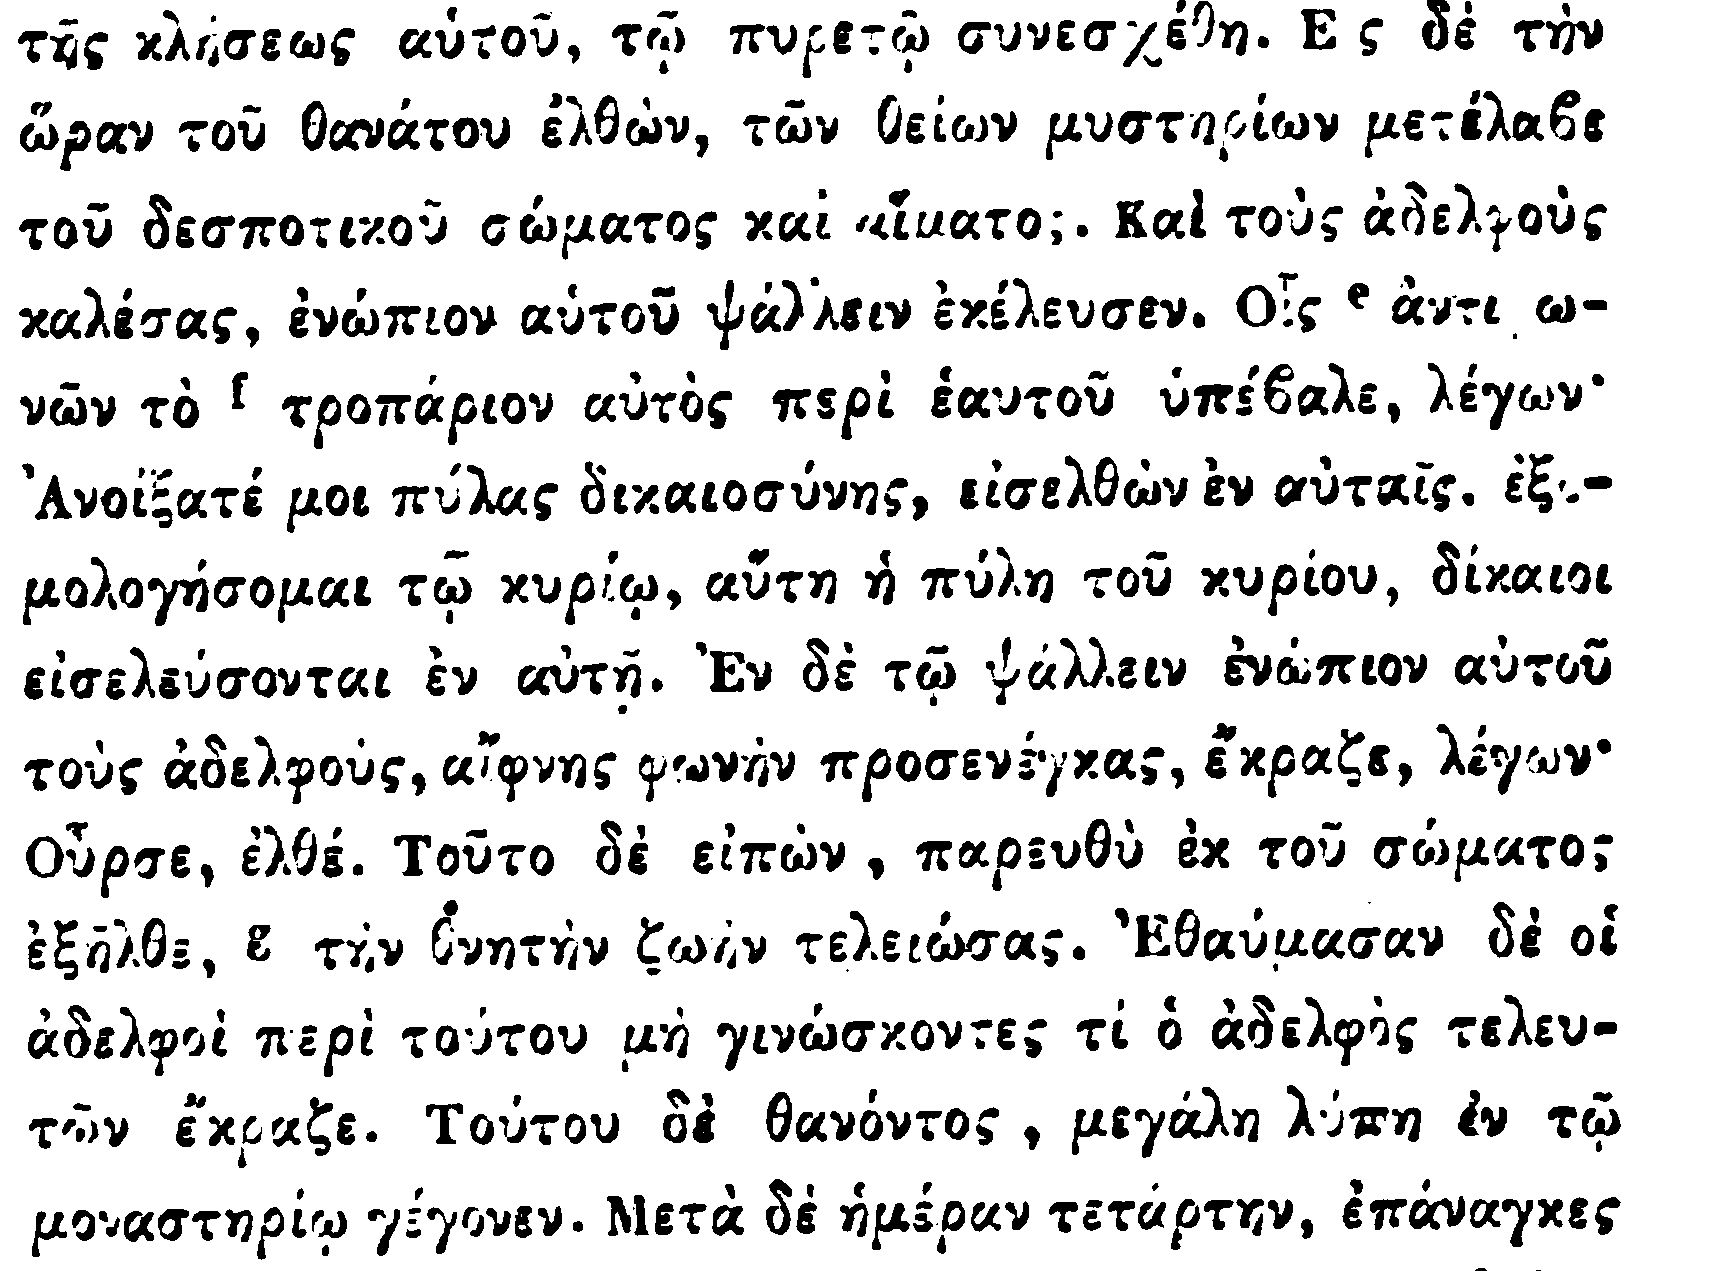 τῆς κλήσεως αὐτοῦ, τῷ πυρετῷ συνεσχέθη. Ες δὲ τὴν
ὥραν τοῦ θανάτου ἐλθὼν, τῶν θείων μυστηρίων μετέλαϐε
τοῦ δεσποτικοῦ σώματος καὶ αἵματος. Καὶ τοὺς ἀδελφοὺς
καλέσας, ἐνώπιον αὐτοῦ ψάλλειν ἐκέλευσεν. Οἷς e ἀντι ω-
νῶν τὸ f τροπάριον αὐτὸς περὶ ἑαυτοῦ ὑπέϐαλε, λέγων·
Ἀνοίξατέ μοι πύλας δικαιοσύνης, εἰσελθὼν ἐν αὐταῖς. ἐξο-
μολογήσομαι τῷ κυρίῳ, αὕτη ἡ πύλη τοῦ κυρίου, δίκαιοι
εἰσελεύσονται ἐν αὐτῇ. Ἐν δὲ τῷ ψάλλειν ἐνώπιον αὐτοῦ
τοὺς ἀδελφοὺς, αἴφνης φωνὴν προσενέγκας, ἔκραζε, λέγων·
Οὖρσε, ἐλθέ. Τοῦτο δὲ εἰπὼν, παρευθὺ ἐκ τοῦ σώματος
ἐξῆλθε, g τὴν θνητὴν ζωὴν τελειώσας. Ἐθαύμασαν δὲ οἱ
ἀδελφοὶ περὶ τούτου μὴ γινώσκοντες τί ὁ ἀδελφὸς τελευ-
τῶν ἔκραζε. Τούτου δὲ θανόντος, μεγάλη λύπη ἐν τῷ
μοναστηρίῳ γέγονεν. Μετὰ δὲ ἡμέραν τετάρτην, ἐπάναγκες